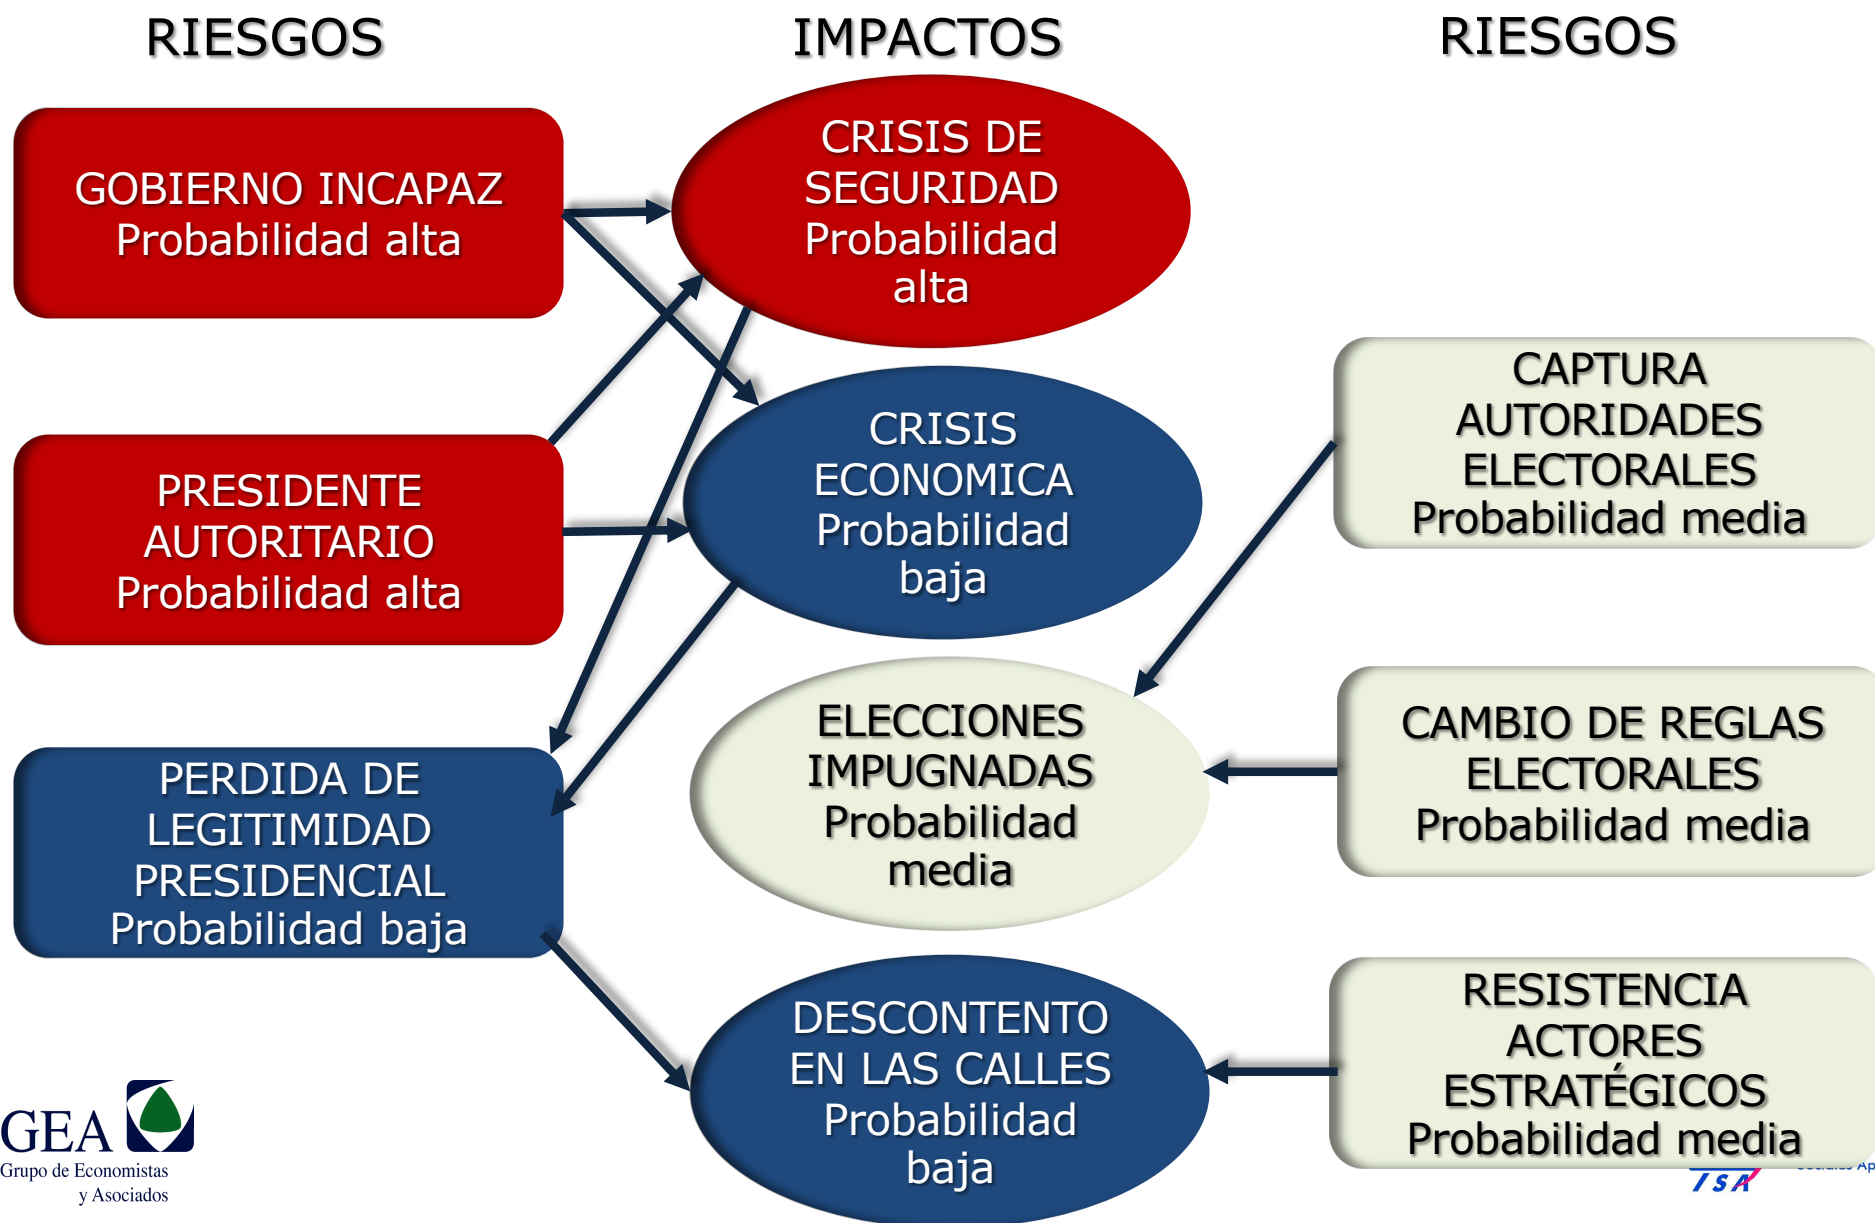 RIESGOS
IMPACTOS
RIESGOS
GOBIERNO INCAPAZ
Probabilidad alta
PRESIDENTE
AUTORITARIO
Probabilidad alta
PERDIDA DE
LEGITIMIDAD
PRESIDENCIAL
Probabilidad baja
CRISIS DE
SEGURIDAD
Probabilidad
alta
CRISIS
ECONOMICA
Probabilidad
baja
ELECCIONES
IMPUGNADAS
Probabilidad
media
DESCONTENTO
EN LAS CALLES
Probabilidad
baja
CAPTURA
AUTORIDADES
ELECTORALES
Probabilidad media
CAMBIO DE REGLAS
ELECTORALES
Probabilidad media
RESISTENCIA
ACTORES
ESTRATÉGICOS
Probabilidad media
GEA
Grupo de Economistas
y Asociados
ISA